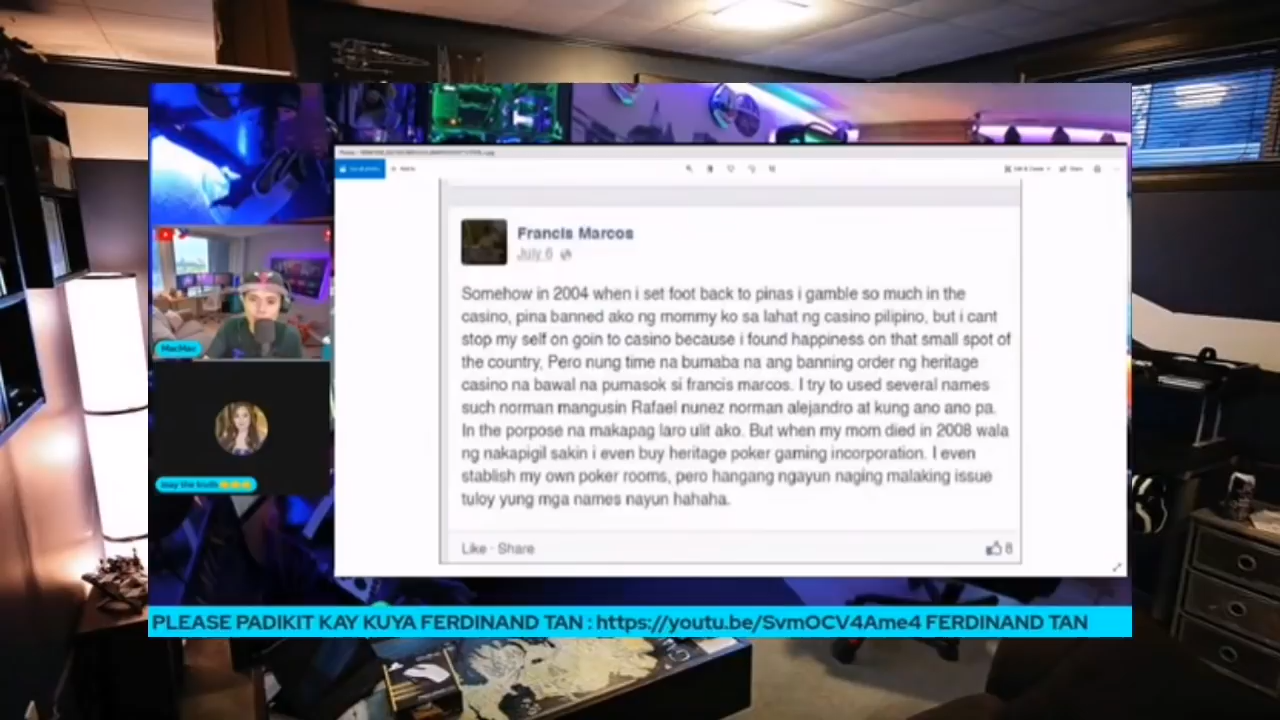 Francis Marcos
July 6
Somehow in 2004 when i set foot back to pinas i gamble so much in the
casino, pina banned ako ng mommy ko sa lahat ng casino pilipino, but i cant
stop my self on goin to casino because i found happiness on that small spot of
the country, Pero nung time na bumaba na ang banning order ng heritage
casino na bawal na pumasok si francis marcos. I try to used several names
such norman mangusin Rafael nunez norman alejandro at kung ano ano pa.
In the porpose na makapag laro ulit ako. But when my mom died in 2008 wala
ng nakapigil sakin i even buy heritage poker gaming incorporation. I even
stablish my own poker rooms, pero hangang ngayun naging malaking issue
tuloy yung mga names nayun hahaha.
Like · Share
8
MacMac
may the truth
PLEASE PADIKIT KAY KUYA FERDINAND TAN : https://youtu.be/SvmOCV4Ame4 FERDINAND TAN